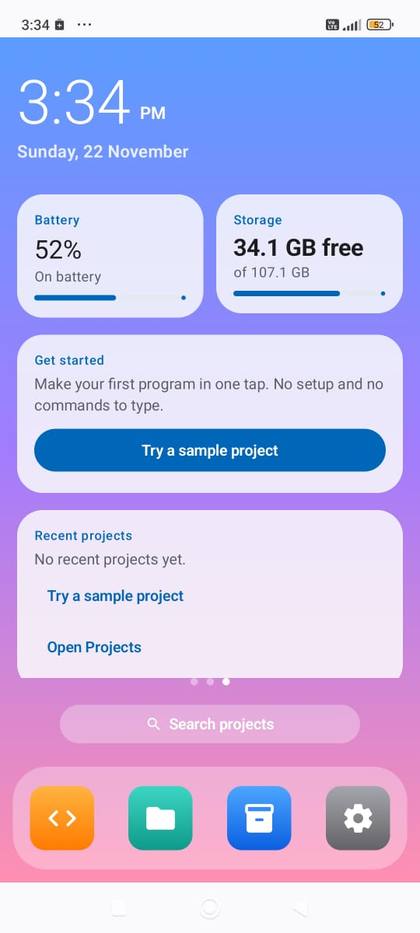 3:34
Vo LTE
52
3:34 PM
Sunday, 22 November
Battery
52%
On battery
Storage
34.1 GB free
of 107.1 GB
Get started
Make your first program in one tap. No setup and no
commands to type.
Try a sample project
Recent projects
No recent projects yet.
Try a sample project
Open Projects
Search projects